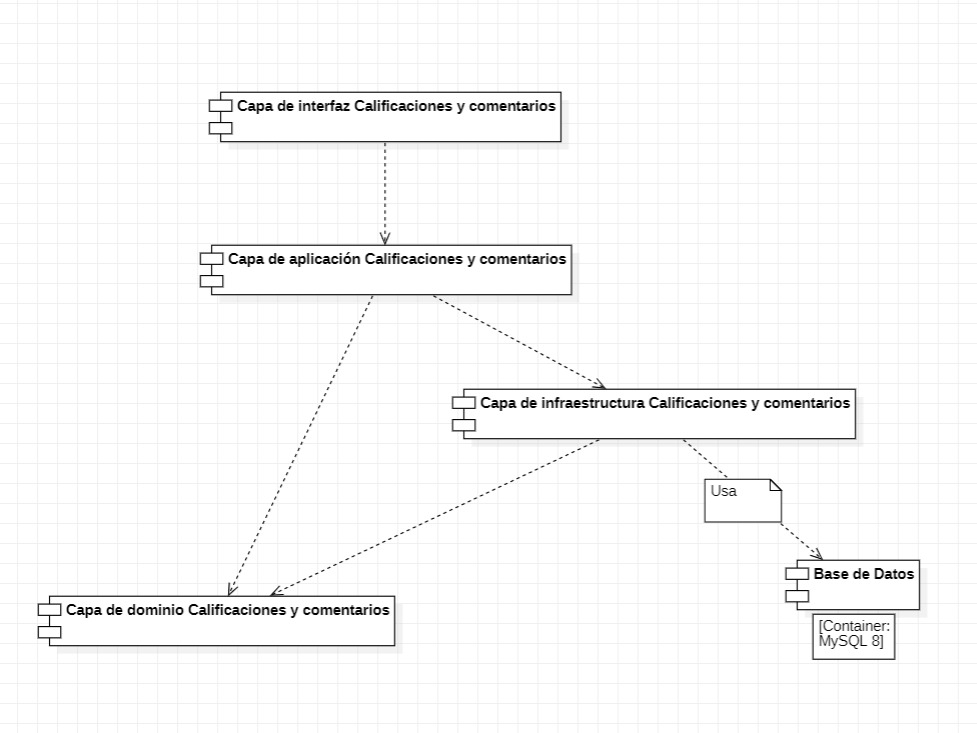 Capa de interfaz Calificaciones y comentarios
Capa de aplicación Calificaciones y comentarios
Capa de infraestructura Calificaciones y comentarios
Usa
Base de Datos
Capa de dominio Calificaciones y comentarios
[Container:
MySQL 8]